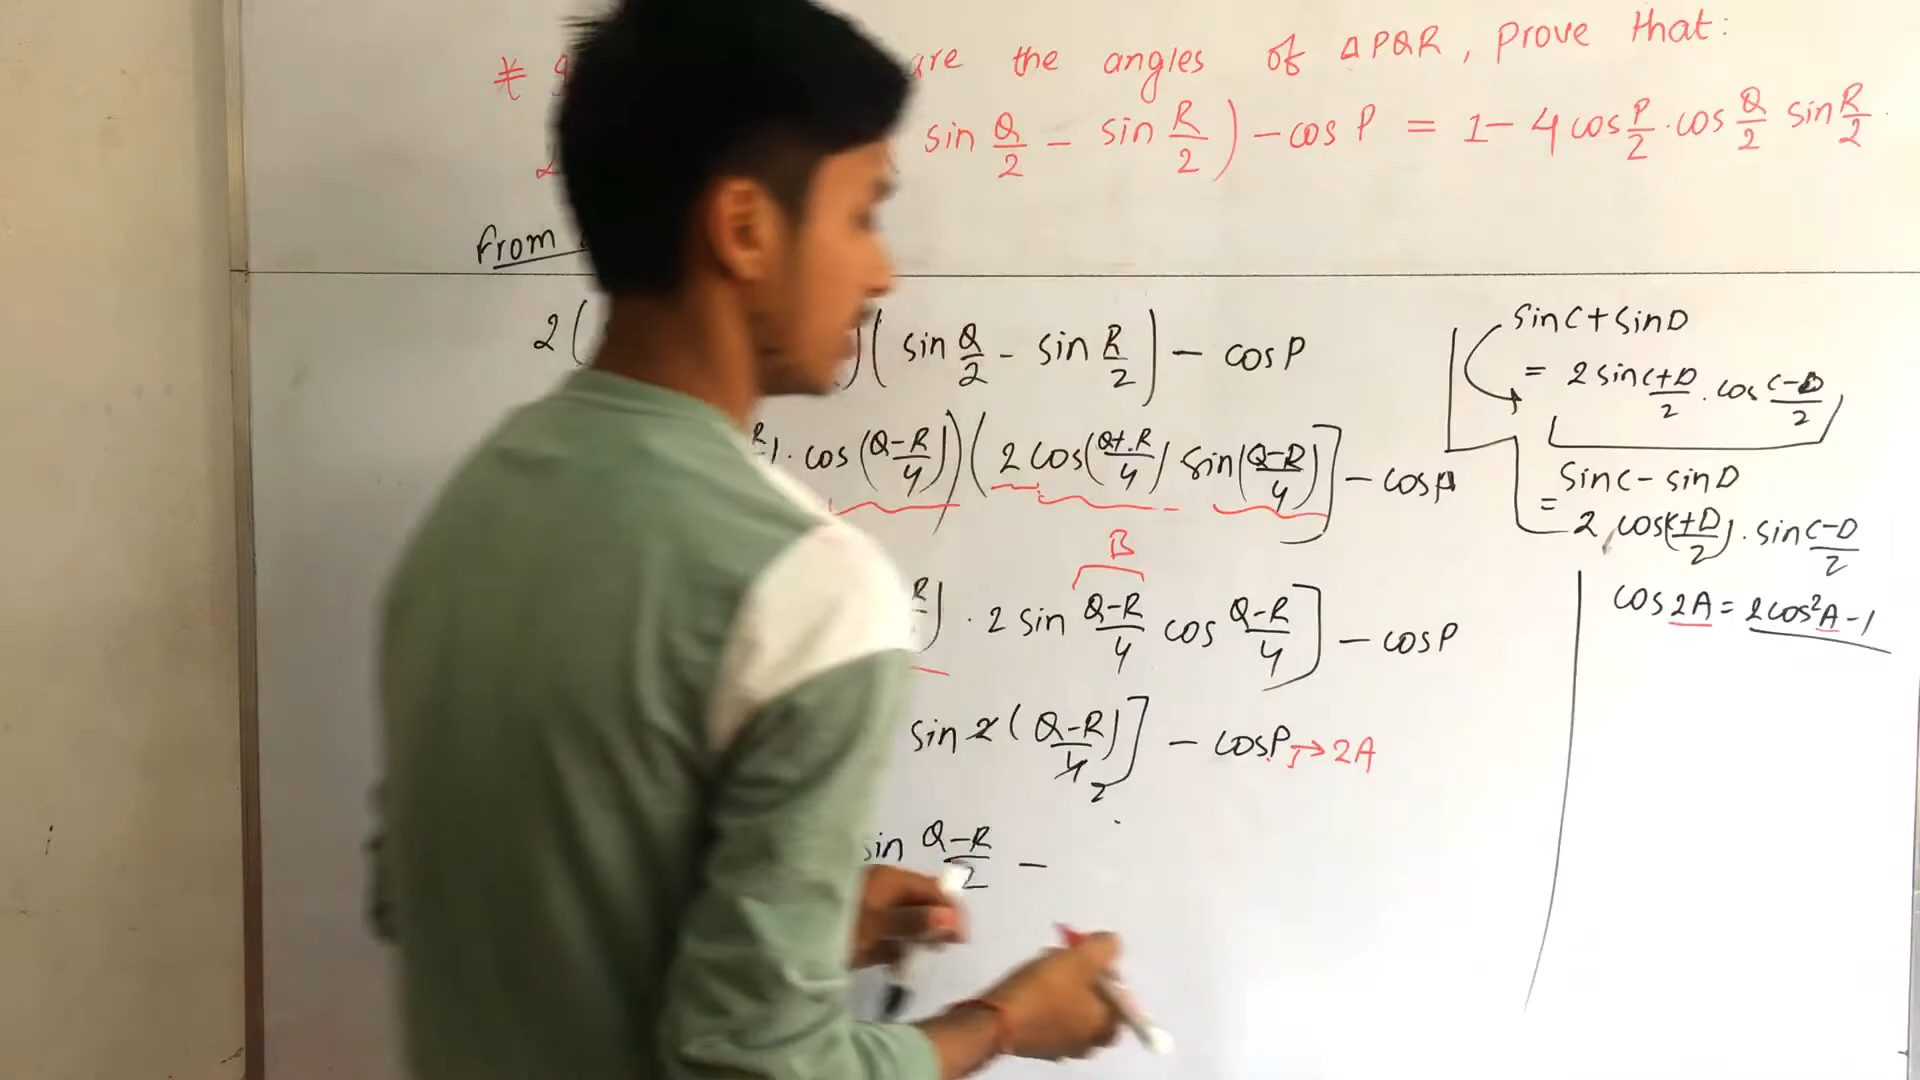 are the angles of ΔPQR, prove that:
sin Q/2 - sin R/2) - cos P = 1 - 4 cos P/2 . cos Q/2 sin R/2 .
from
2( )( sin Q/2 - sin R/2) - cos P
R ). cos (Q-R/4))( 2 cos(Q+R/4) sin(Q-R/4)] - cos P
B
R ) . 2 sin Q-R/4 cos Q-R/4 ] - cos P
sin 2 (Q-R/4 2)] - cos P → 2A
sin Q-R/2 -
sin C + sin D
= 2 sin C+D/2 . cos C-D/2
sin C - sin D
= 2 cos(C+D/2) . sin C-D/2
cos 2A = 2cos²A - 1